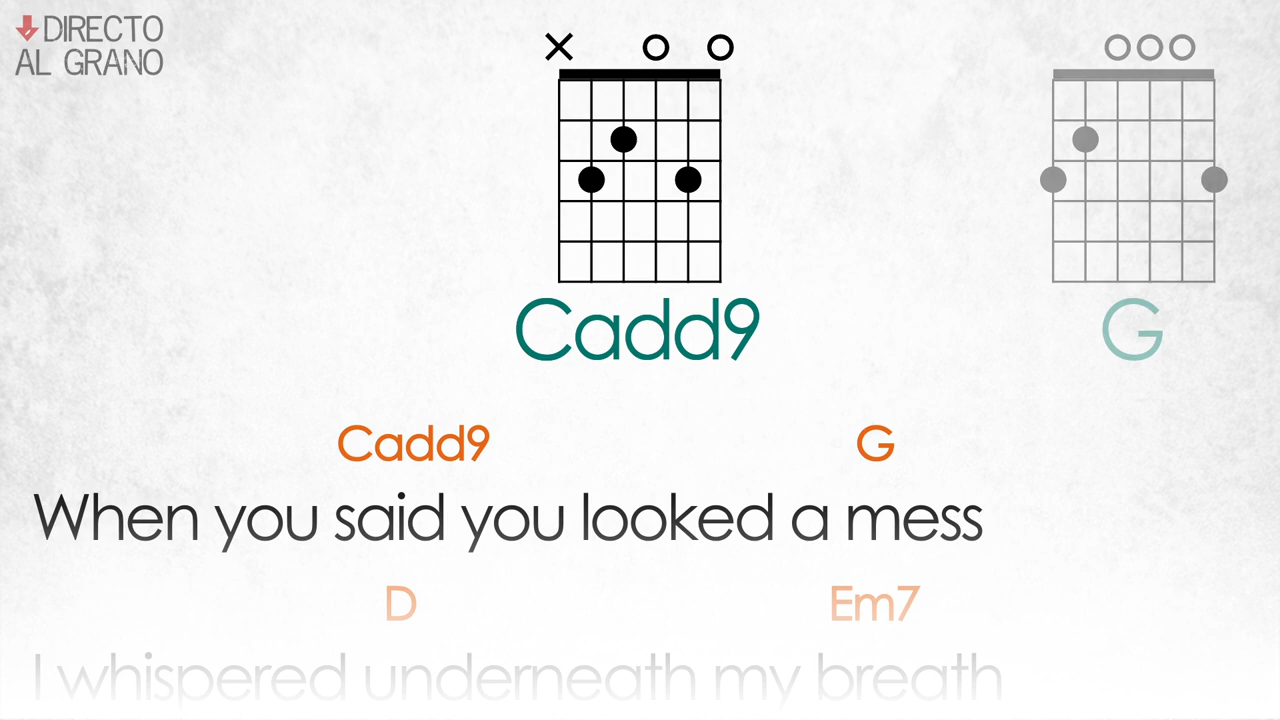 DIRECTO
AL GRANO
Cadd9
G
Cadd9 G
When you said you looked a mess
D Em7
I whispered underneath my breath